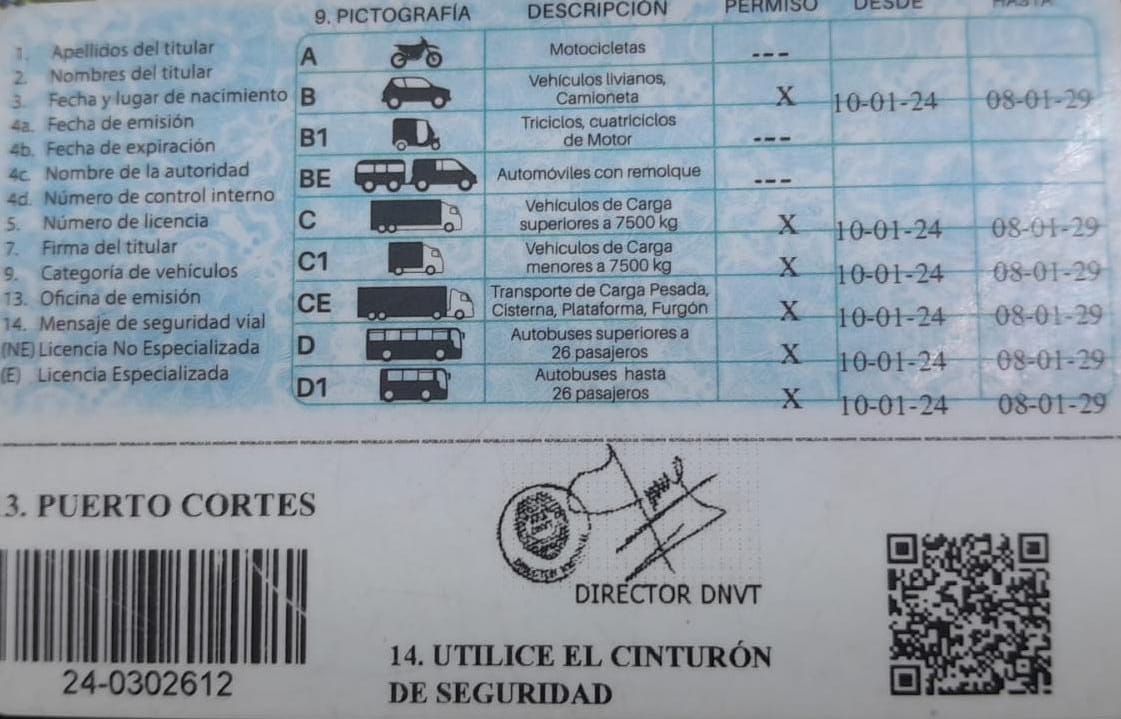 9. PICTOGRAFÍA DESCRIPCIÓN PERMISO DESDE HASTA
1. Apellidos del titular
2. Nombres del titular
3. Fecha y lugar de nacimiento
4a. Fecha de emisión
4b. Fecha de expiración
4c. Nombre de la autoridad
4d. Número de control interno
5. Número de licencia
7. Firma del titular
9. Categoría de vehículos
13. Oficina de emisión
14. Mensaje de seguridad vial
(NE) Licencia No Especializada
(E) Licencia Especializada
A Motocicletas ---
B Vehículos livianos, Camioneta X 10-01-24 08-01-29
B1 Triciclos, cuatriciclos de Motor ---
BE Automóviles con remolque ---
C Vehículos de Carga superiores a 7500 kg X 10-01-24 08-01-29
C1 Vehiculos de Carga menores a 7500 kg X 10-01-24 08-01-29
CE Transporte de Carga Pesada, Cisterna, Plataforma, Furgón X 10-01-24 08-01-29
D Autobuses superiores a 26 pasajeros X 10-01-24 08-01-29
D1 Autobuses hasta 26 pasajeros X 10-01-24 08-01-29
3. PUERTO CORTES
24-0302612
DIRECTOR DNVT
14. UTILICE EL CINTURÓN
DE SEGURIDAD